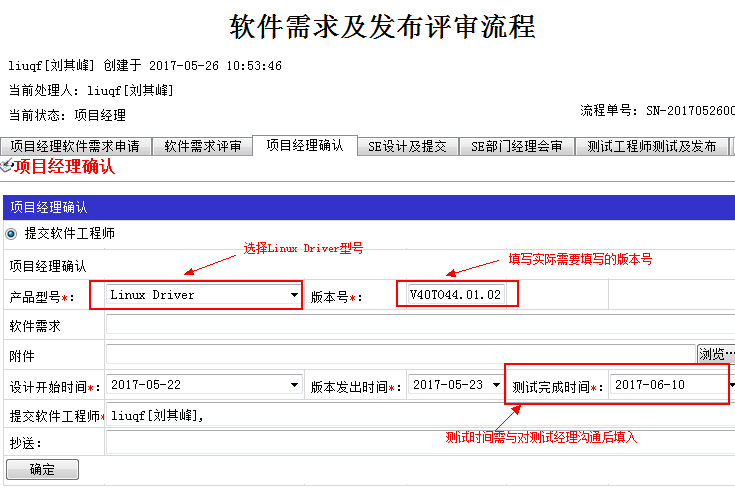 软件需求及发布评审流程
liuqf[刘其峰] 创建于 2017-05-26 10:53:46
当前处理人: liuqf[刘其峰]
当前状态: 项目经理
流程单号: SN-2017052600
项目经理软件需求申请 软件需求评审 项目经理确认 SE设计及提交 SE部门经理会审 测试工程师测试及发布
项目经理确认
项目经理确认
提交软件工程师
选择Linux Driver型号
填写实际需要填写的版本号
项目经理确认
产品型号*: Linux Driver 版本号*: V40T044.01.02
软件需求
附件 浏览…
设计开始时间*: 2017-05-22 版本发出时间*: 2017-05-23 测试完成时间*: 2017-06-10
提交软件工程师* liuqf[刘其峰],
测试时间需与对测试经理沟通后填入
抄送:
确定